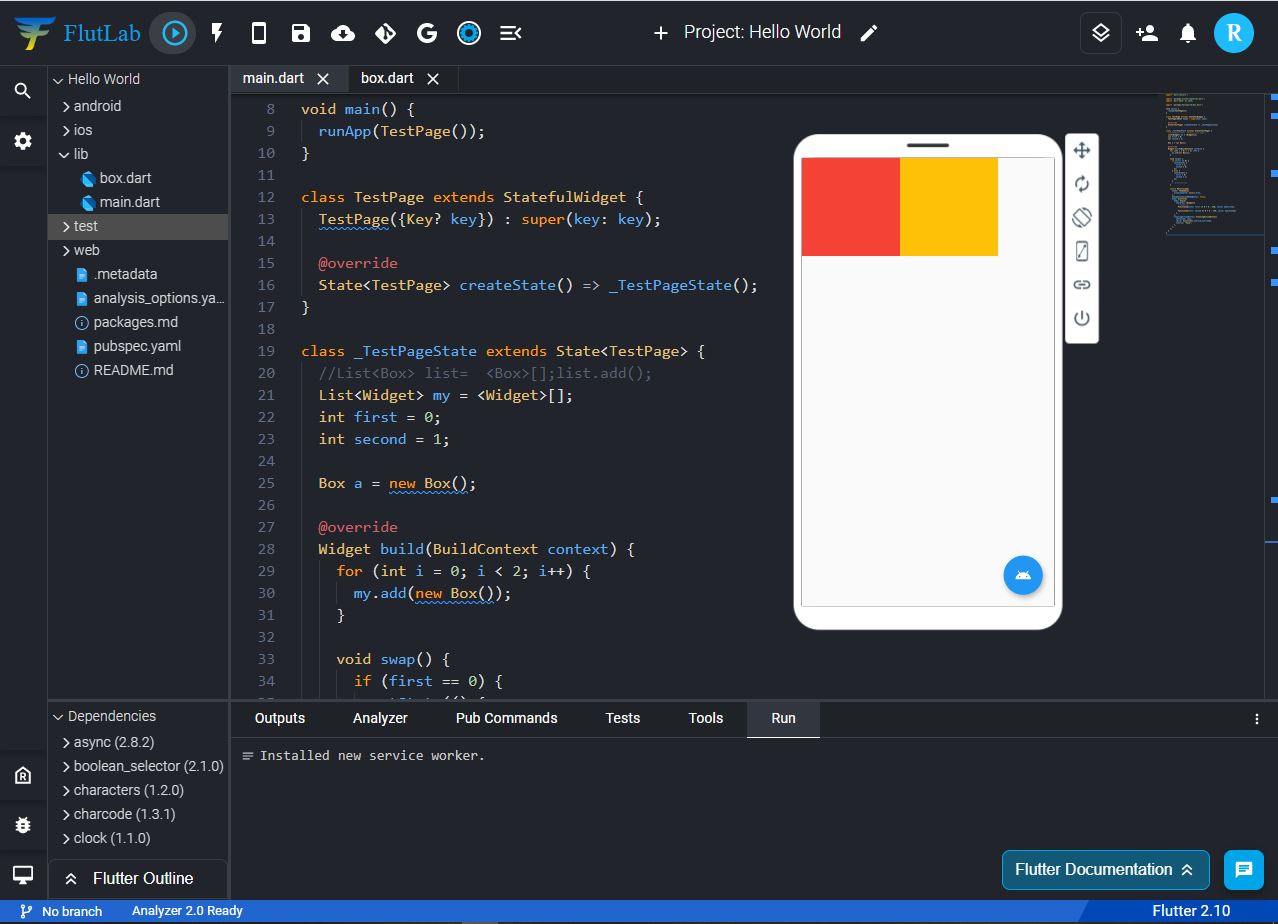 FlutLab
Project: Hello World
R
Hello World
android
ios
lib
box.dart
main.dart
test
web
.metadata
analysis_options.ya...
packages.md
pubspec.yaml
README.md
main.dart
box.dart
8 void main() {
9 runApp(TestPage());
10 }
11
12 class TestPage extends StatefulWidget {
13 TestPage({Key? key}) : super(key: key);
14
15 @override
16 State<TestPage> createState() => _TestPageState();
17 }
18
19 class _TestPageState extends State<TestPage> {
20 //List<Box> list=  <Box>[];list.add();
21 List<Widget> my = <Widget>[];
22 int first = 0;
23 int second = 1;
24
25 Box a = new Box();
26
27 @override
28 Widget build(BuildContext context) {
29 for (int i = 0; i < 2; i++) {
30 my.add(new Box());
31 }
32
33 void swap() {
34 if (first == 0) {
Dependencies
async (2.8.2)
boolean_selector (2.1.0)
characters (1.2.0)
charcode (1.3.1)
clock (1.1.0)
Flutter Outline
Outputs Analyzer Pub Commands Tests Tools Run
Installed new service worker.
Flutter Documentation
No branch Analyzer 2.0 Ready Flutter 2.10